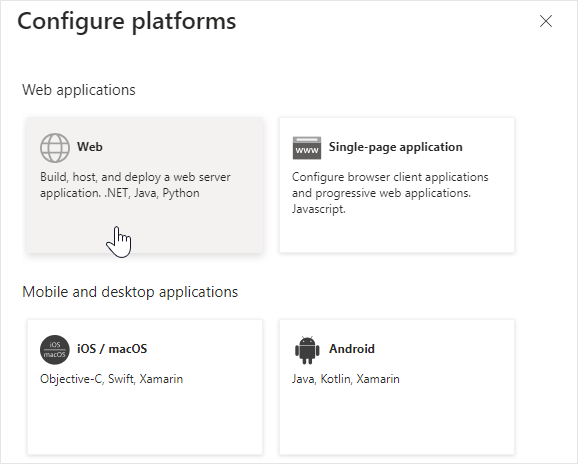 Configure platforms
Web applications
Web
Build, host, and deploy a web server
application. .NET, Java, Python
www
Single-page application
Configure browser client applications
and progressive web applications.
Javascript.
Mobile and desktop applications
iOS
macOS
iOS / macOS
Objective-C, Swift, Xamarin
Android
Java, Kotlin, Xamarin